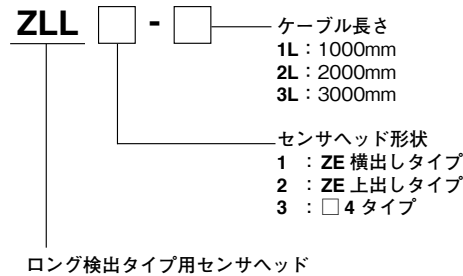 ZLL □ - □
ケーブル長さ
1L：1000mm
2L：2000mm
3L：3000mm
センサヘッド形状
1 ：ZE 横出しタイプ
2 ：ZE 上出しタイプ
3 ：□4 タイプ
ロング検出タイプ用センサヘッド